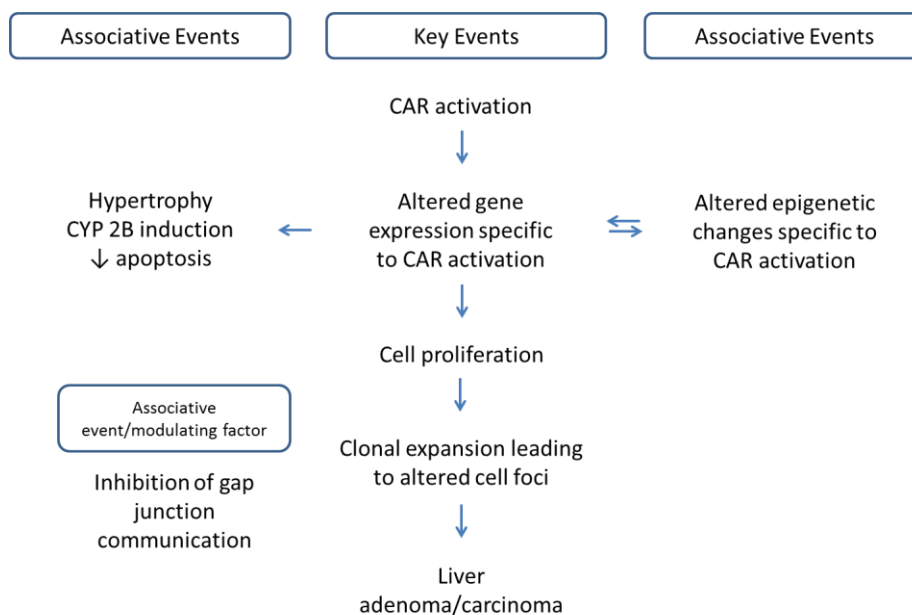 Associative Events
Key Events
Associative Events
CAR activation
Hypertrophy
CYP 2B induction
↓ apoptosis
Altered gene
expression specific
to CAR activation
Altered epigenetic
changes specific to
CAR activation
Cell proliferation
Associative
event/modulating factor
Inhibition of gap
junction
communication
Clonal expansion leading
to altered cell foci
Liver
adenoma/carcinoma